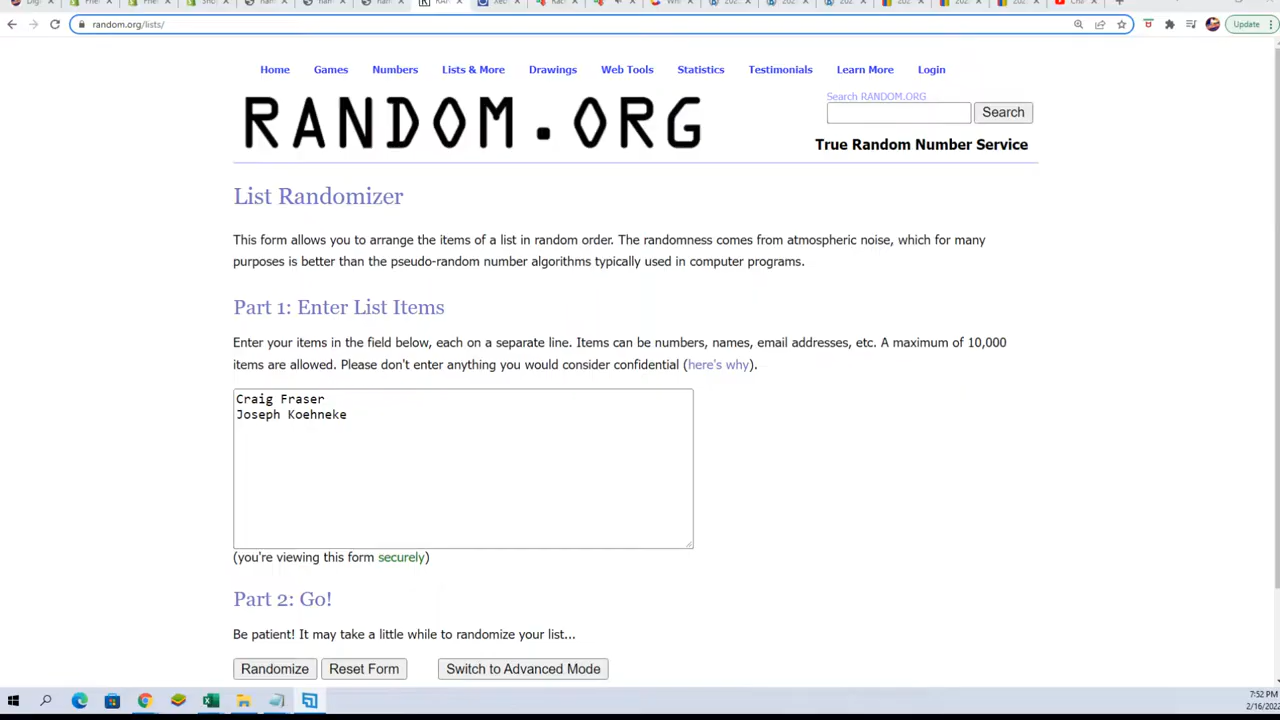 random.org/lists/
Update
Home Games Numbers Lists & More Drawings Web Tools Statistics Testimonials Learn More Login
Search RANDOM.ORG
RANDOM.ORG
Search
True Random Number Service
List Randomizer
This form allows you to arrange the items of a list in random order. The randomness comes from atmospheric noise, which for many
purposes is better than the pseudo-random number algorithms typically used in computer programs.
Part 1: Enter List Items
Enter your items in the field below, each on a separate line. Items can be numbers, names, email addresses, etc. A maximum of 10,000
items are allowed. Please don't enter anything you would consider confidential (here's why).
Craig Fraser
Joseph Koehneke
(you're viewing this form securely)
Part 2: Go!
Be patient! It may take a little while to randomize your list...
Randomize Reset Form Switch to Advanced Mode
7:52 PM